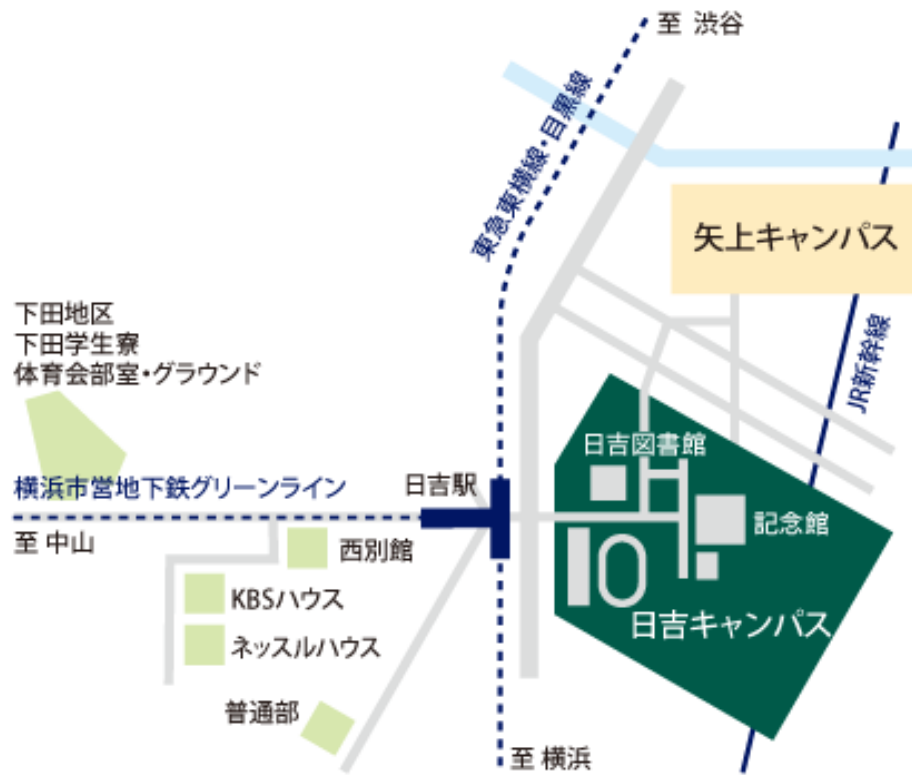 至 渋谷
東急東横線・目黒線
矢上キャンパス
下田地区
下田学生寮
体育会部室・グラウンド
JR新幹線
日吉図書館
横浜市営地下鉄グリーンライン
日吉駅
記念館
至 中山
西別館
KBSハウス
日吉キャンパス
ネッスルハウス
普通部
至 横浜